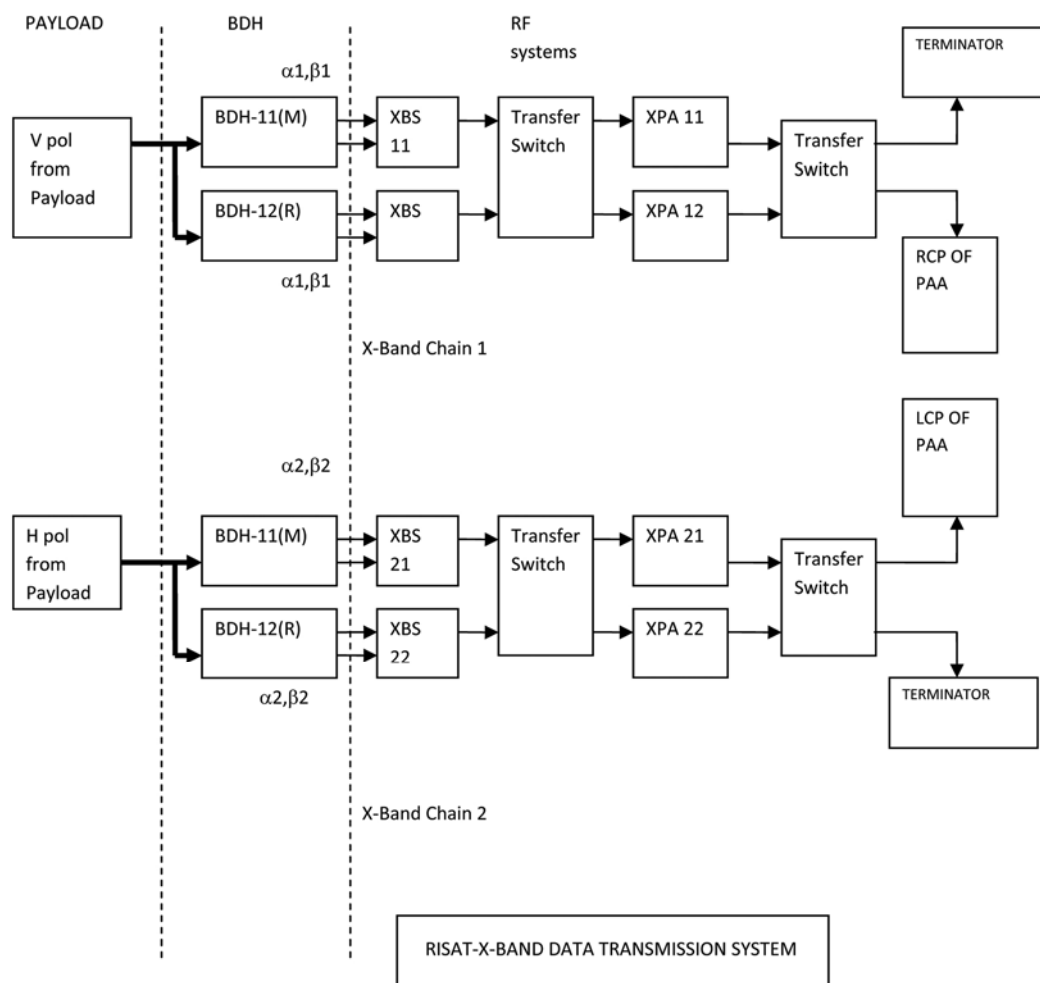 PAYLOAD
BDH
RF
systems
TERMINATOR
α1,β1
BDH-11(M)
XBS
11
Transfer
Switch
XPA 11
Transfer
Switch
V pol
from
Payload
BDH-12(R)
XBS
XPA 12
RCP OF
PAA
α1,β1
X-Band Chain 1
LCP OF
PAA
α2,β2
H pol
from
Payload
BDH-11(M)
XBS
21
Transfer
Switch
XPA 21
Transfer
Switch
BDH-12(R)
XBS
22
XPA 22
TERMINATOR
α2,β2
X-Band Chain 2
RISAT-X-BAND DATA TRANSMISSION SYSTEM